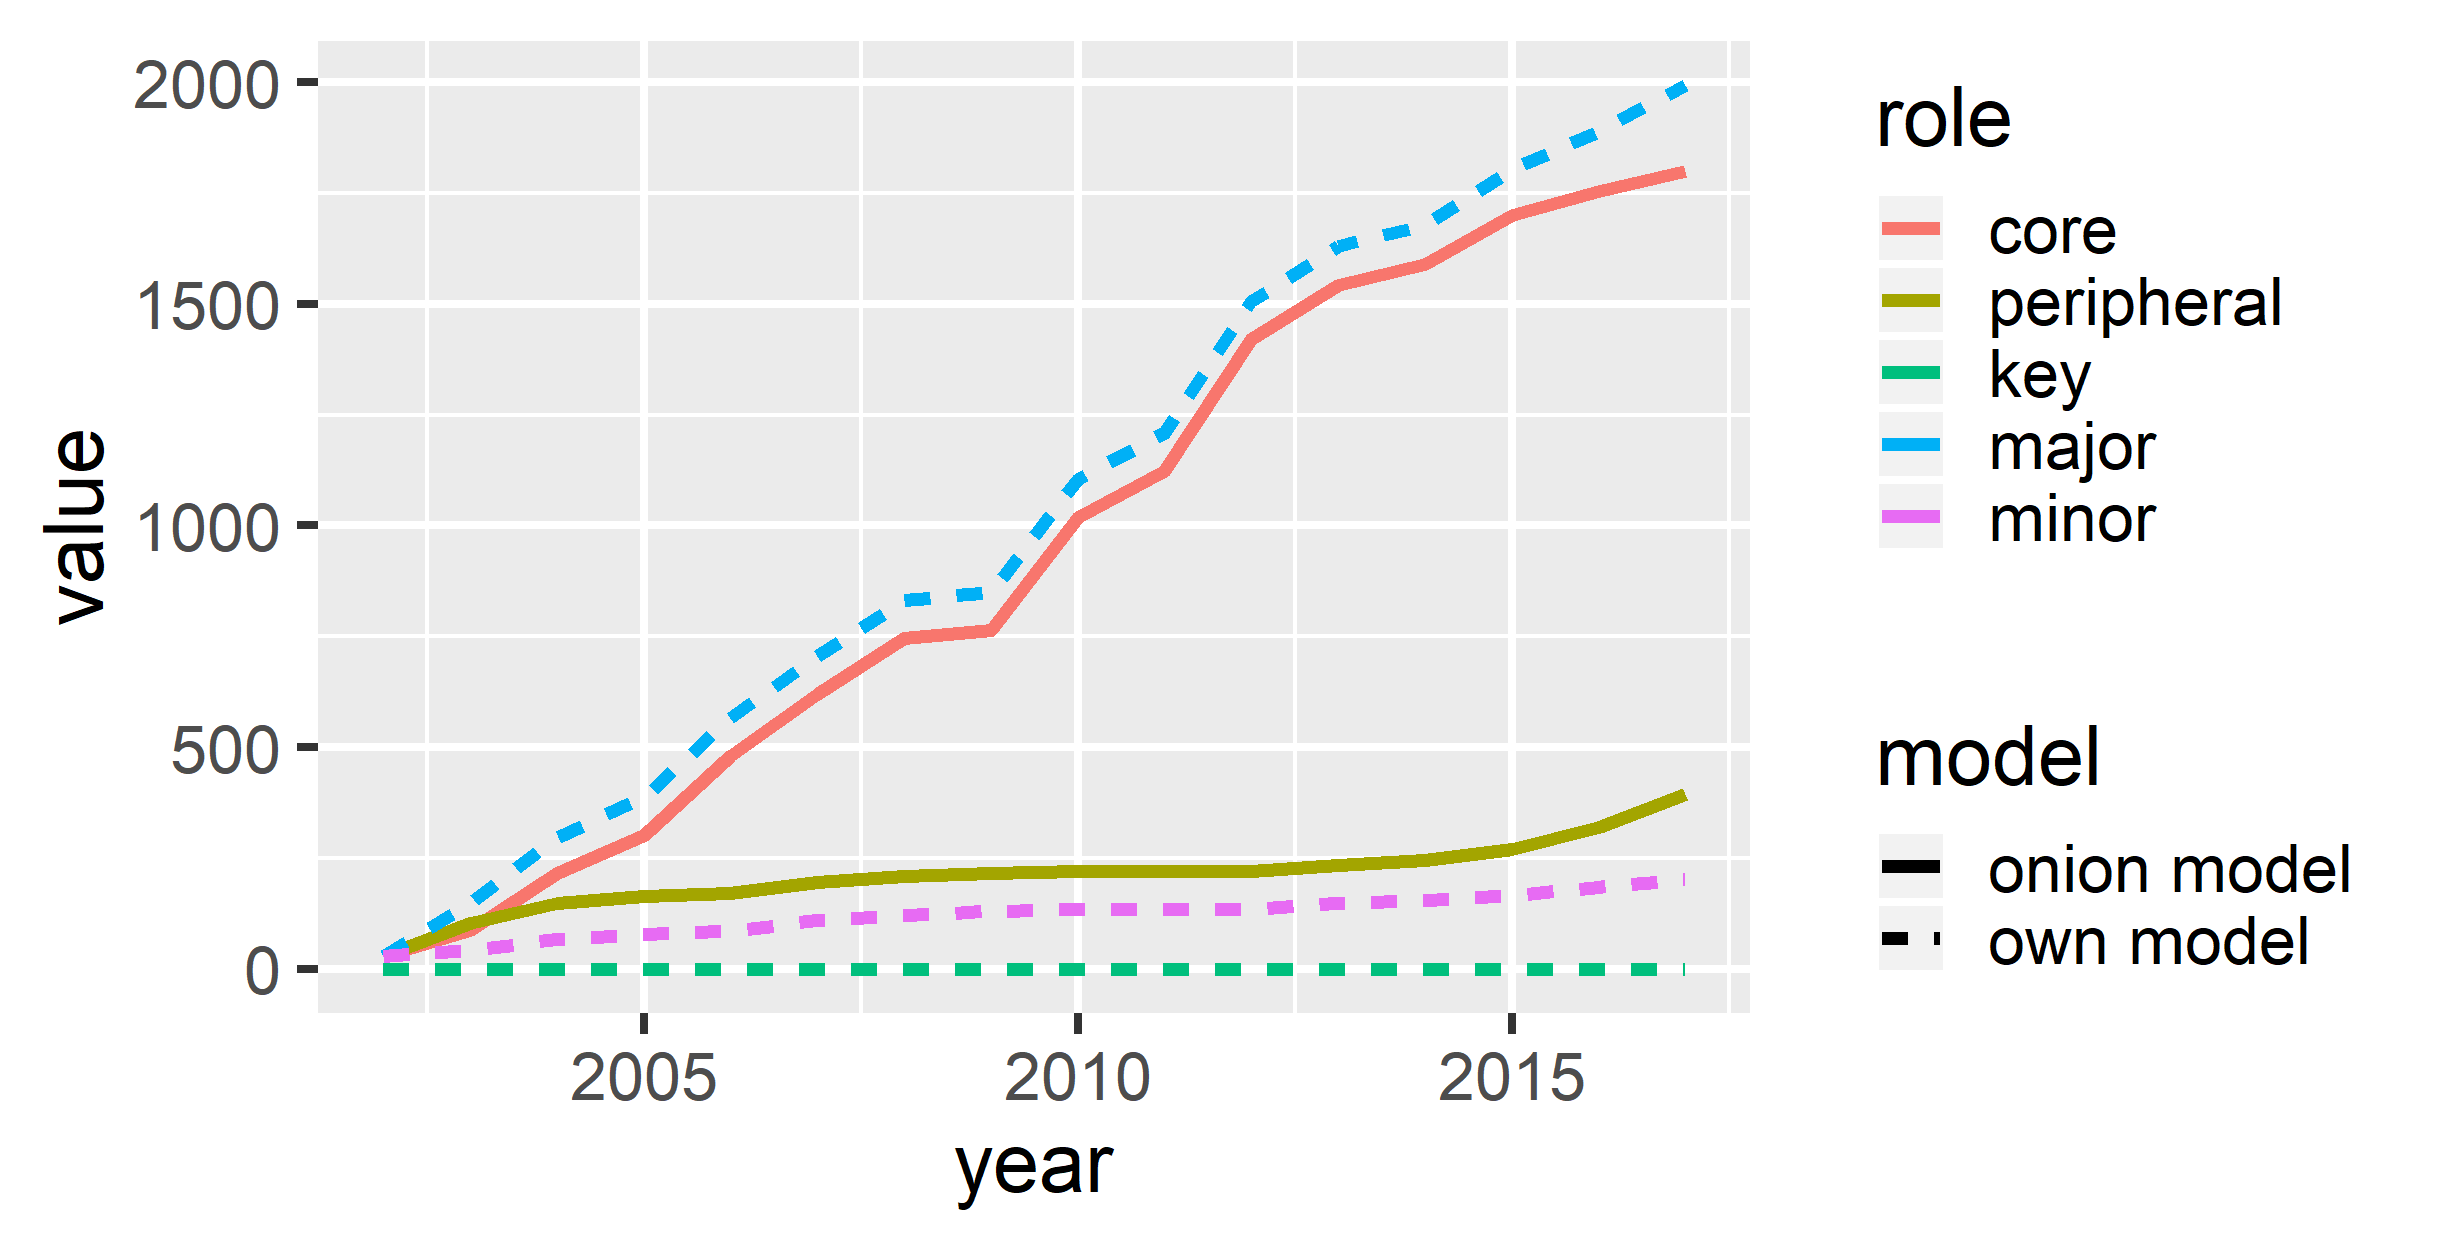 2000
1500
1000
500
0
value
2005
2010
2015
year
role
core
peripheral
key
major
minor
model
onion model
own model